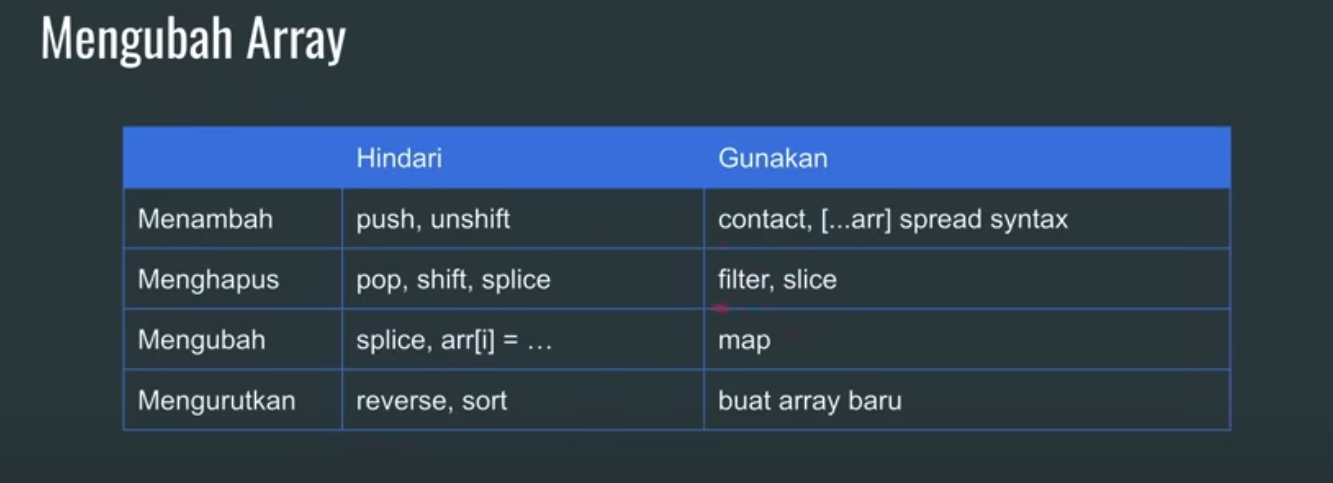 Mengubah Array
Hindari Gunakan
Menambah push, unshift contact, [...arr] spread syntax
Menghapus pop, shift, splice filter, slice
Mengubah splice, arr[i] = … map
Mengurutkan reverse, sort buat array baru